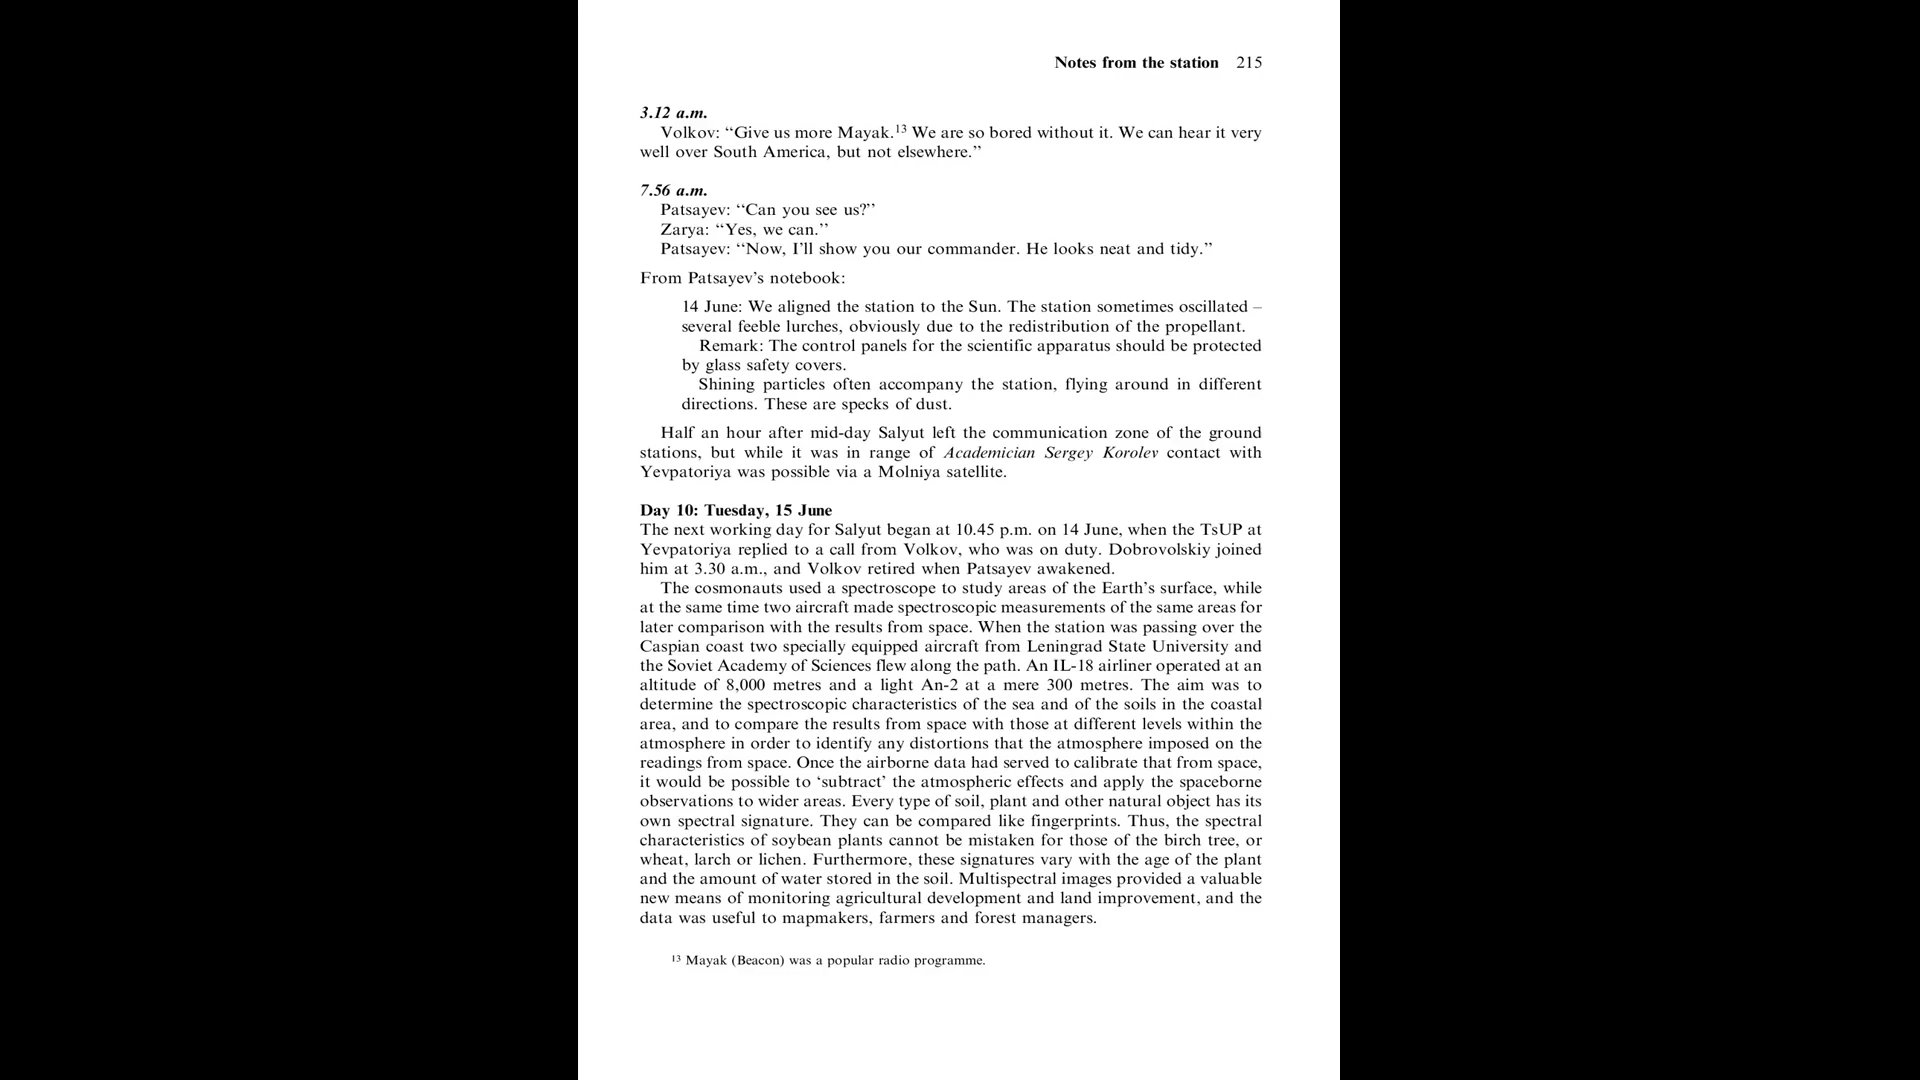 Notes from the station 215
3.12 a.m.
Volkov: ‘‘Give us more Mayak.¹³ We are so bored without it. We can hear it very
well over South America, but not elsewhere.’’
7.56 a.m.
Patsayev: ‘‘Can you see us?’’
Zarya: ‘‘Yes, we can.’’
Patsayev: ‘‘Now, I’ll show you our commander. He looks neat and tidy.’’
From Patsayev’s notebook:
14 June: We aligned the station to the Sun. The station sometimes oscillated –
several feeble lurches, obviously due to the redistribution of the propellant.
Remark: The control panels for the scientific apparatus should be protected
by glass safety covers.
Shining particles often accompany the station, flying around in different
directions. These are specks of dust.
Half an hour after mid-day Salyut left the communication zone of the ground
stations, but while it was in range of Academician Sergey Korolev contact with
Yevpatoriya was possible via a Molniya satellite.
Day 10: Tuesday, 15 June
The next working day for Salyut began at 10.45 p.m. on 14 June, when the TsUP at
Yevpatoriya replied to a call from Volkov, who was on duty. Dobrovolskiy joined
him at 3.30 a.m., and Volkov retired when Patsayev awakened.
The cosmonauts used a spectroscope to study areas of the Earth’s surface, while
at the same time two aircraft made spectroscopic measurements of the same areas for
later comparison with the results from space. When the station was passing over the
Caspian coast two specially equipped aircraft from Leningrad State University and
the Soviet Academy of Sciences flew along the path. An IL-18 airliner operated at an
altitude of 8,000 metres and a light An-2 at a mere 300 metres. The aim was to
determine the spectroscopic characteristics of the sea and of the soils in the coastal
area, and to compare the results from space with those at different levels within the
atmosphere in order to identify any distortions that the atmosphere imposed on the
readings from space. Once the airborne data had served to calibrate that from space,
it would be possible to ‘subtract’ the atmospheric effects and apply the spaceborne
observations to wider areas. Every type of soil, plant and other natural object has its
own spectral signature. They can be compared like fingerprints. Thus, the spectral
characteristics of soybean plants cannot be mistaken for those of the birch tree, or
wheat, larch or lichen. Furthermore, these signatures vary with the age of the plant
and the amount of water stored in the soil. Multispectral images provided a valuable
new means of monitoring agricultural development and land improvement, and the
data was useful to mapmakers, farmers and forest managers.
¹³ Mayak (Beacon) was a popular radio programme.